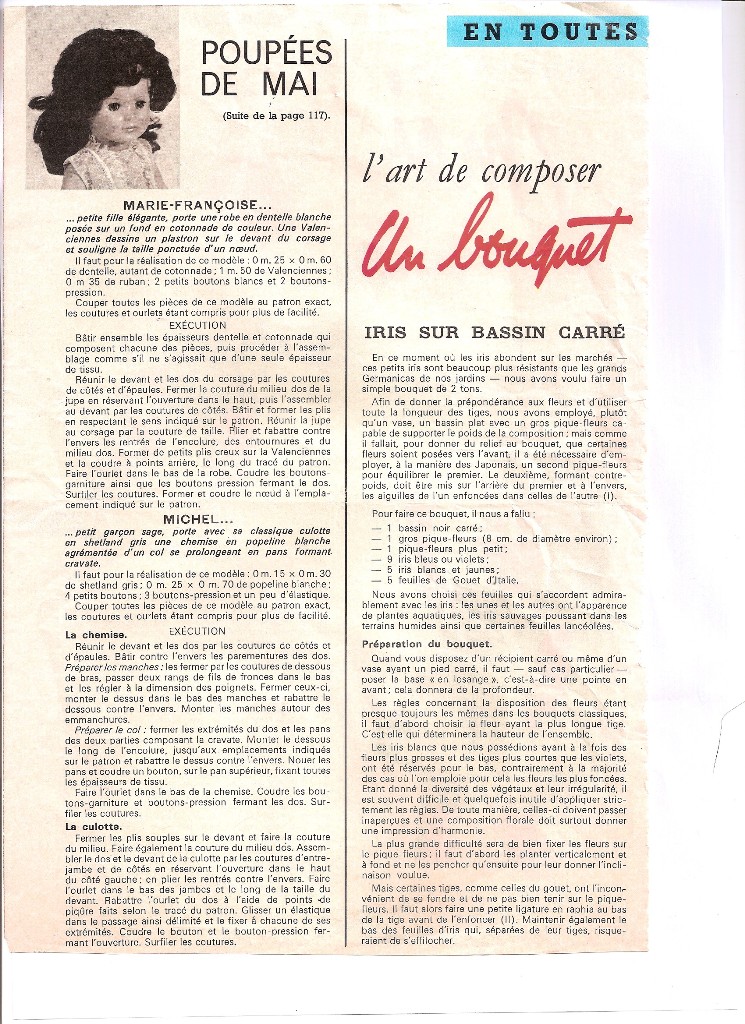 POUPÉES
DE MAI
(Suite de la page 117).
MARIE-FRANÇOISE...
... petite fille élégante, porte une robe en dentelle blanche
posée sur un fond en cotonnade de couleur. Une Valen-
ciennes dessine un plastron sur le devant du corsage
et souligne la taille ponctuée d'un nœud.
Il faut pour la réalisation de ce modèle : 0 m. 25 × 0 m. 60
de dentelle, autant de cotonnade ; 1 m. 50 de Valenciennes ;
0 m 35 de ruban ; 2 petits boutons blancs et 2 boutons-
pression.
Couper toutes les pièces de ce modèle au patron exact,
les coutures et ourlets étant compris pour plus de facilité.
EXÉCUTION
Bâtir ensemble les épaisseurs dentelle et cotonnade qui
composent chacune des pièces, puis procéder à l'assem-
blage comme s'il ne s'agissait que d'une seule épaisseur
de tissu.
Réunir le devant et les dos du corsage par les coutures
de côtés et d'épaules. Fermer la couture du milieu dos de la
jupe en réservant l'ouverture dans le haut, puis l'assembler
au devant par les coutures de côtés. Bâtir et former les plis
en respectant le sens indiqué sur le patron. Réunir la jupe
au corsage par la couture de taille. Plier et rabattre contre
l'envers les rentrés de l'encolure, des entournures et du
milieu dos. Former de petits plis creux sur la Valenciennes
et la coudre à points arrière, le long du tracé du patron.
Faire l'ourlet dans le bas de la robe. Coudre les boutons-
garniture ainsi que les boutons pression fermant le dos.
Surfiler les coutures. Former et coudre le nœud à l'empla-
cement indiqué sur le patron.
MICHEL...
... petit garçon sage, porte avec sa classique culotte
en shetland gris une chemise en popeline blanche
agrémentée d'un col se prolongeant en pans formant
cravate.
Il faut pour la réalisation de ce modèle : 0 m. 15 × 0 m. 30
de shetland gris ; 0 m. 25 × 0 m. 70 de popeline blanche ;
4 petits boutons ; 3 boutons-pression et un peu d'élastique.
Couper toutes les pièces de ce modèle au patron exact,
les coutures et ourlets étant compris pour plus de facilité.
EXÉCUTION
La chemise.
Réunir le devant et les dos par les coutures de côtés et
d'épaules. Bâtir contre l'envers les parementures des dos.
Préparer les manches : les fermer par les coutures de dessous
de bras, passer deux rangs de fils de fronces dans le bas
et les régler à la dimension des poignets. Fermer ceux-ci,
monter le dessus dans le bas des manches et rabattre le
dessous contre l'envers. Monter les manches autour des
emmanchures.
Préparer le col : fermer les extrémités du dos et les pans
des deux parties composant la cravate. Monter le dessous
le long de l'encolure, jusqu'aux emplacements indiqués
sur le patron et rabattre le dessus contre l'envers. Nouer les
pans et coudre un bouton, sur le pan supérieur, fixant toutes
les épaisseurs de tissu.
Faire l'ourlet dans le bas de la chemise. Coudre les bou-
tons-garniture et boutons-pression fermant les dos. Sur-
filer les coutures.
La culotte.
Fermer les plis souples sur le devant et faire la couture
du milieu. Faire également la couture du milieu dos. Assem-
bler le dos et le devant de la culotte par les coutures d'entre-
jambe et de côtés en réservant l'ouverture dans le haut
du côté gauche ; en plier les rentrés contre l'envers. Faire
l'ourlet dans le bas des jambes et le long de la taille du
devant. Rabattre l'ourlet du dos à l'aide de points de
piqûre faits selon le tracé du patron. Glisser un élastique
dans le passage ainsi délimité et le fixer à chacune de ses
extrémités. Coudre le bouton et le bouton-pression fer-
mant l'ouverture. Surfiler les coutures.
EN TOUTES
l'art de composer
Un bouquet
IRIS SUR BASSIN CARRÉ
En ce moment où les iris abondent sur les marchés —
ces petits iris sont beaucoup plus résistants que les grands
Germanicas de nos jardins — nous avons voulu faire un
simple bouquet de 2 tons.
Afin de donner la prépondérance aux fleurs et d'utiliser
toute la longueur des tiges, nous avons employé, plutôt
qu'un vase, un bassin plat avec un gros pique-fleurs ca-
pable de supporter le poids de la composition ; mais comme
il fallait, pour donner du relief au bouquet, que certaines
fleurs soient posées vers l'avant, il a été nécessaire d'em-
ployer, à la manière des Japonais, un second pique-fleurs
pour équilibrer le premier. Le deuxième, formant contre-
poids, doit être mis sur l'arrière du premier et à l'envers,
les aiguilles de l'un enfoncées dans celles de l'autre (I).
Pour faire ce bouquet, il nous a fallu :
— 1 bassin noir carré ;
— 1 gros pique-fleurs (8 cm. de diamètre environ) ;
— 1 pique-fleurs plus petit ;
— 9 iris bleus ou violets ;
— 5 iris blancs et jaunes ;
— 5 feuilles de Gouet d'Italie.
Nous avons choisi ces feuilles qui s'accordent admira-
blement avec les iris : les unes et les autres ont l'apparence
de plantes aquatiques, les iris sauvages poussant dans les
terrains humides ainsi que certaines feuilles lancéolées.
Préparation du bouquet.
Quand vous disposez d'un récipient carré ou même d'un
vase ayant un pied carré, il faut — sauf cas particulier —
poser la base « en losange », c'est-à-dire une pointe en
avant ; cela donnera de la profondeur.
Les règles concernant la disposition des fleurs étant
presque toujours les mêmes dans les bouquets classiques,
il faut d'abord choisir la fleur ayant la plus longue tige.
C'est elle qui déterminera la hauteur de l'ensemble.
Les iris blancs que nous possédions ayant à la fois des
fleurs plus grosses et des tiges plus courtes que les violets,
ont été réservés pour le bas, contrairement à la majorité
des cas où l'on emploie pour cela les fleurs les plus foncées.
Etant donné la diversité des végétaux et leur irrégularité, il
est souvent difficile et quelquefois inutile d'appliquer stric-
tement les règles. De toute manière, celles-ci doivent passer
inaperçues et une composition florale doit surtout donner
une impression d'harmonie.
La plus grande difficulté sera de bien fixer les fleurs sur
le pique fleurs ; il faut d'abord les planter verticalement et
à fond et ne les pencher qu'ensuite pour leur donner l'incli-
naison voulue.
Mais certaines tiges, comme celles du gouet, ont l'incon-
vénient de se fendre et de ne pas bien tenir sur le pique-
fleurs. Il faut alors faire une petite ligature en raphia au bas
de la tige avant de l'enfoncer (II). Maintenir également le
bas des feuilles d'iris qui, séparées de leur tiges, risque-
raient de s'effilocher.